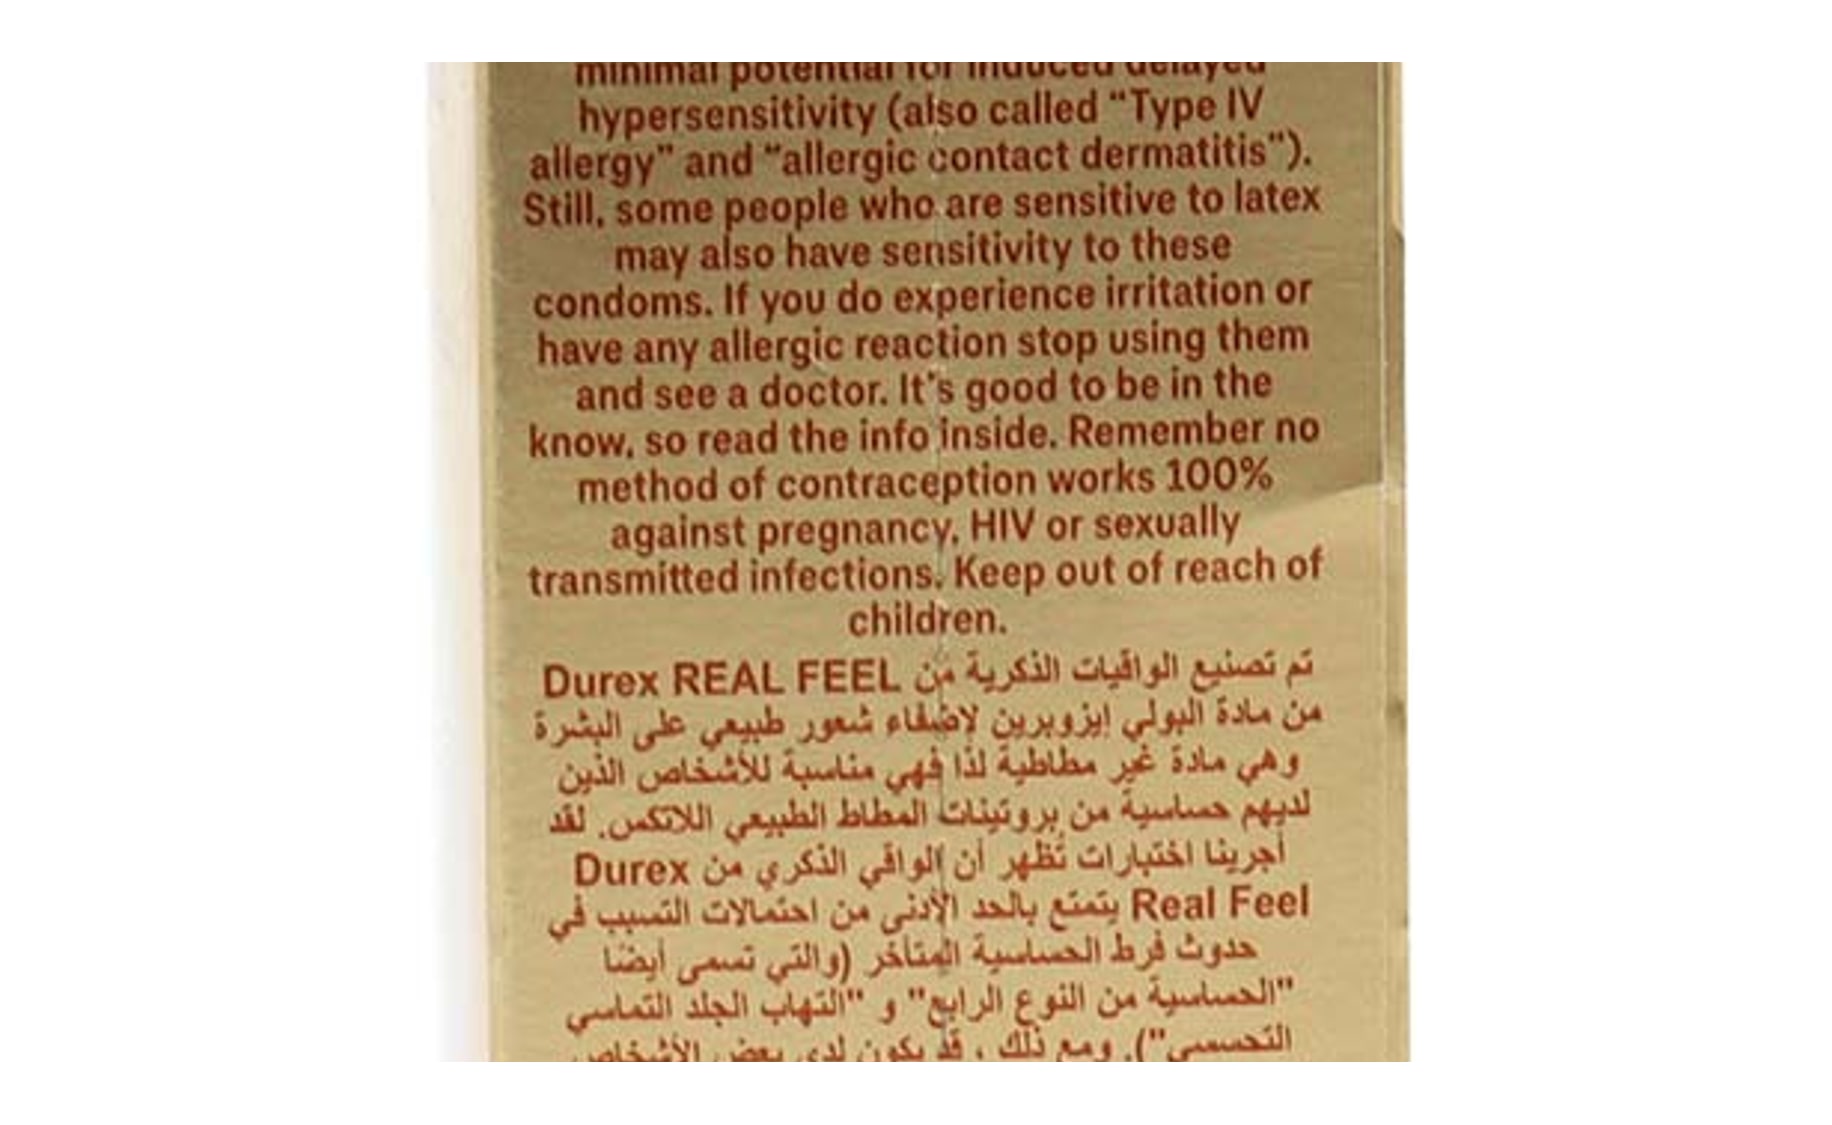 minimal potential for induced delayed
hypersensitivity (also called “Type IV
allergy” and “allergic contact dermatitis”).
Still, some people who are sensitive to latex
may also have sensitivity to these
condoms. If you do experience irritation or
have any allergic reaction stop using them
and see a doctor. It's good to be in the
know, so read the info inside. Remember no
method of contraception works 100%
against pregnancy, HIV or sexually
transmitted infections. Keep out of reach of
children.
تم تصنيع الواقيات الذكرية من Durex REAL FEEL
من مادة البولي إيزوبرين لإضفاء شعور طبيعي على البشرة
وهي مادة غير مطاطية لذا فهي مناسبة للأشخاص الذين
لديهم حساسية من بروتينات المطاط الطبيعي اللاتكس. لقد
أجرينا اختبارات تُظهر أن الواقي الذكري من Durex
Real Feel يتمتع بالحد الأدنى من احتمالات التسبب في
حدوث فرط الحساسية المتأخر (والتي تسمى أيضًا
"الحساسية من النوع الرابع" و "التهاب الجلد التماسي
التحسسي"). ومع ذلك ، قد يكون لدى بعض الأشخاص